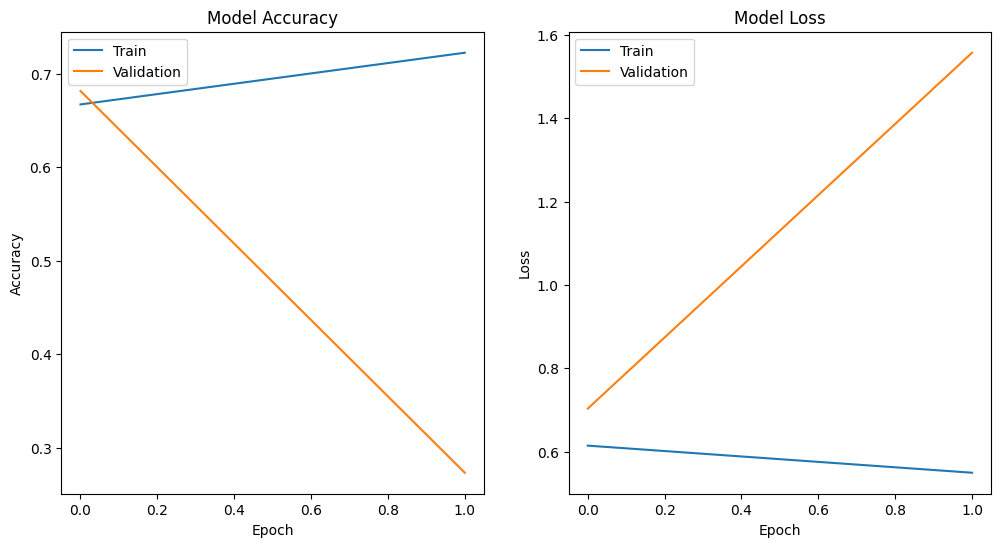 Model Accuracy
Train
Validation
0.7
0.6
0.5
0.4
0.3
Accuracy
0.0 0.2 0.4 0.6 0.8 1.0
Epoch
Model Loss
Train
Validation
1.6
1.4
1.2
1.0
0.8
0.6
Loss
0.0 0.2 0.4 0.6 0.8 1.0
Epoch